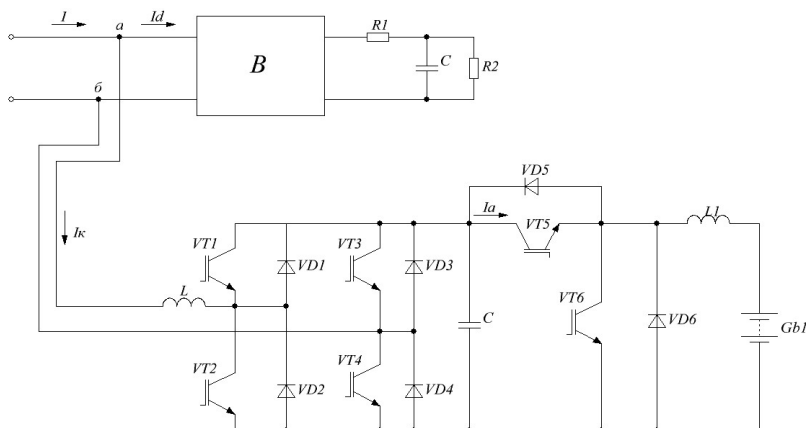 I
а
Id
R1
B
C
R2
б
VD5
Ia
VT5
L1
Iк
VT1
VD1
VT3
VD3
L
VT6
C
VD6
Gb1
VT2
VD2
VT4
VD4